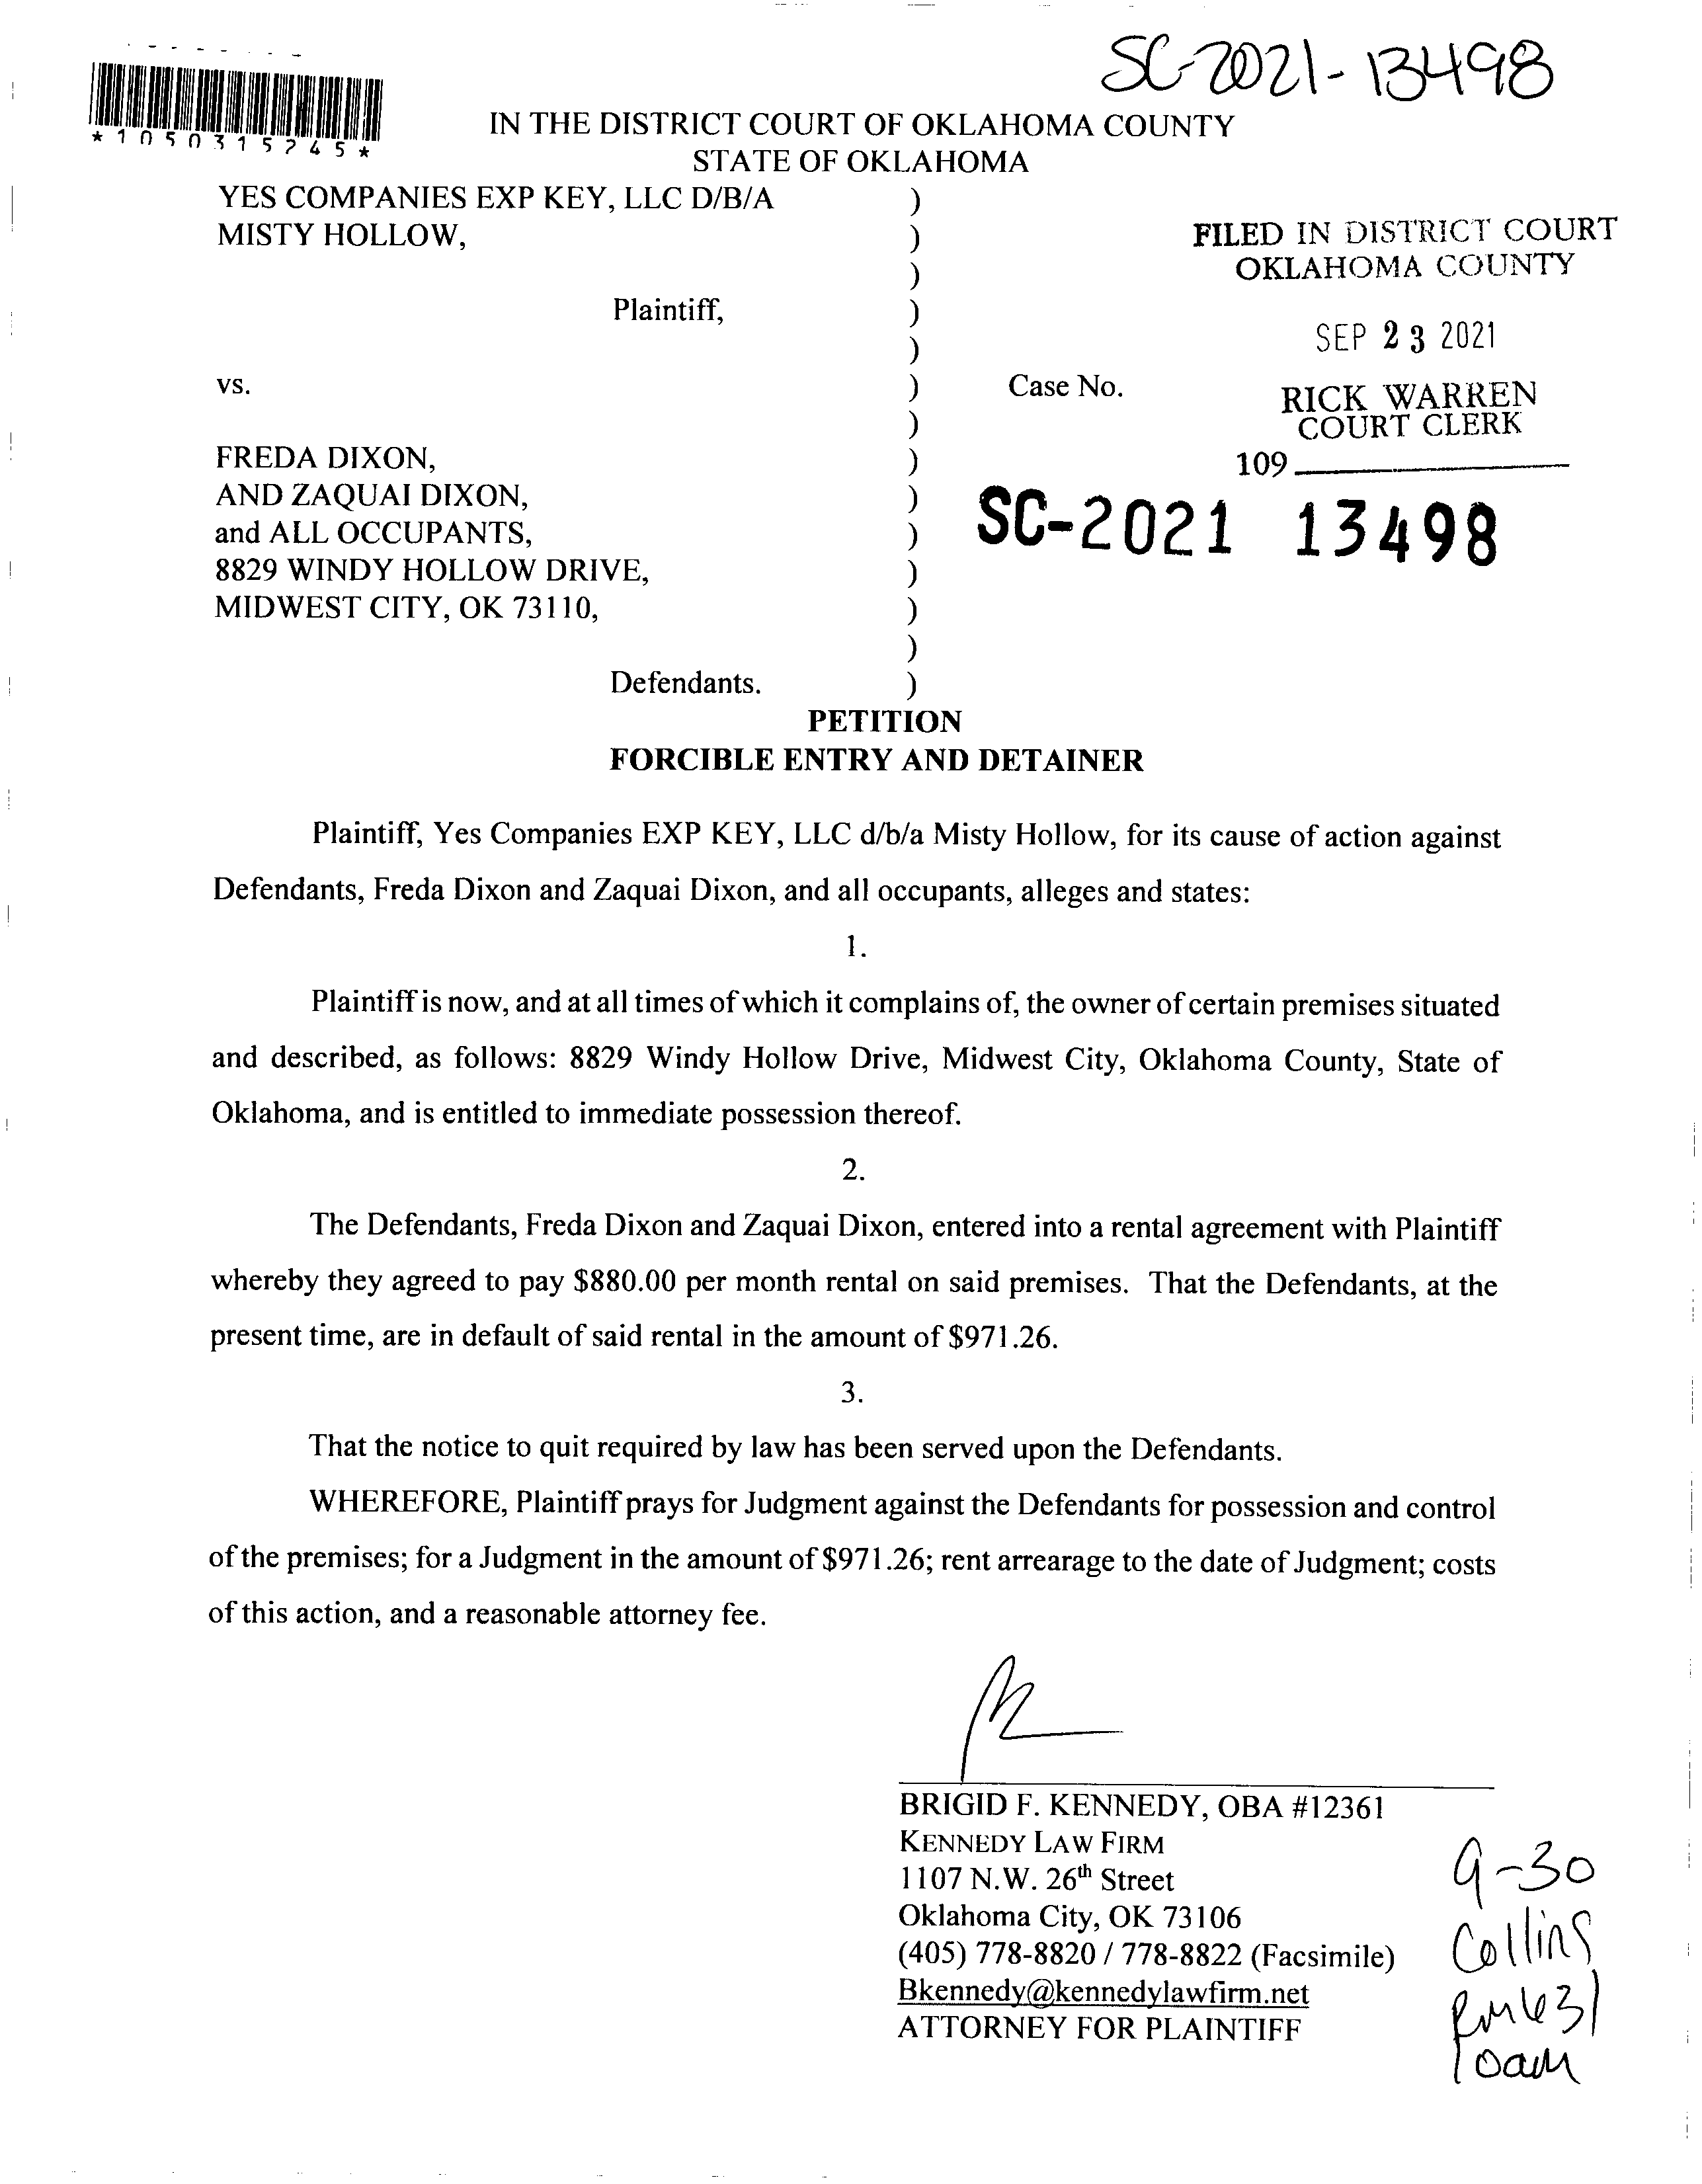 SC-2021-13498
*1050315245*
IN THE DISTRICT COURT OF OKLAHOMA COUNTY
STATE OF OKLAHOMA
YES COMPANIES EXP KEY, LLC D/B/A )
MISTY HOLLOW, )
)
Plaintiff, )
)
vs. )
)
FREDA DIXON, )
AND ZAQUAI DIXON, )
and ALL OCCUPANTS, )
8829 WINDY HOLLOW DRIVE, )
MIDWEST CITY, OK 73110, )
)
Defendants. )
FILED IN DISTRICT COURT
OKLAHOMA COUNTY
SEP 23 2021
Case No.
RICK WARREN
COURT CLERK
109
SC-2021 13498
PETITION
FORCIBLE ENTRY AND DETAINER
Plaintiff, Yes Companies EXP KEY, LLC d/b/a Misty Hollow, for its cause of action against
Defendants, Freda Dixon and Zaquai Dixon, and all occupants, alleges and states:
1.
Plaintiff is now, and at all times of which it complains of, the owner of certain premises situated
and described, as follows: 8829 Windy Hollow Drive, Midwest City, Oklahoma County, State of
Oklahoma, and is entitled to immediate possession thereof.
2.
The Defendants, Freda Dixon and Zaquai Dixon, entered into a rental agreement with Plaintiff
whereby they agreed to pay $880.00 per month rental on said premises. That the Defendants, at the
present time, are in default of said rental in the amount of $971.26.
3.
That the notice to quit required by law has been served upon the Defendants.
WHEREFORE, Plaintiff prays for Judgment against the Defendants for possession and control
of the premises; for a Judgment in the amount of $971.26; rent arrearage to the date of Judgment; costs
of this action, and a reasonable attorney fee.
BRIGID F. KENNEDY, OBA #12361
KENNEDY LAW FIRM
1107 N.W. 26th Street
Oklahoma City, OK 73106
(405) 778-8820 / 778-8822 (Facsimile)
Bkennedy@kennedylawfirm.net
ATTORNEY FOR PLAINTIFF
9-30
Collins
10am